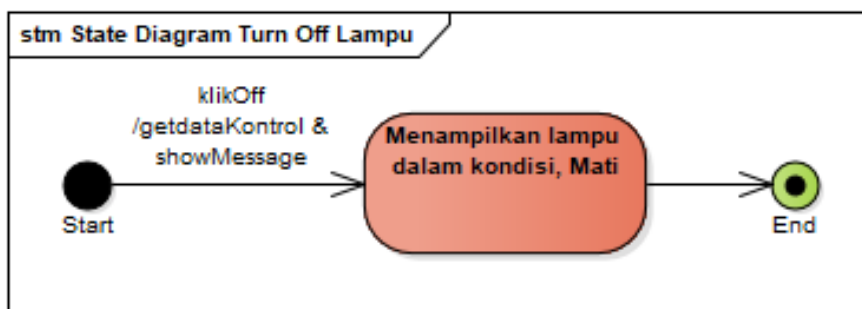 stm State Diagram Turn Off Lampu
klikOff
/getdataKontrol &
showMessage
Menampilkan lampu
dalam kondisi, Mati
Start
End